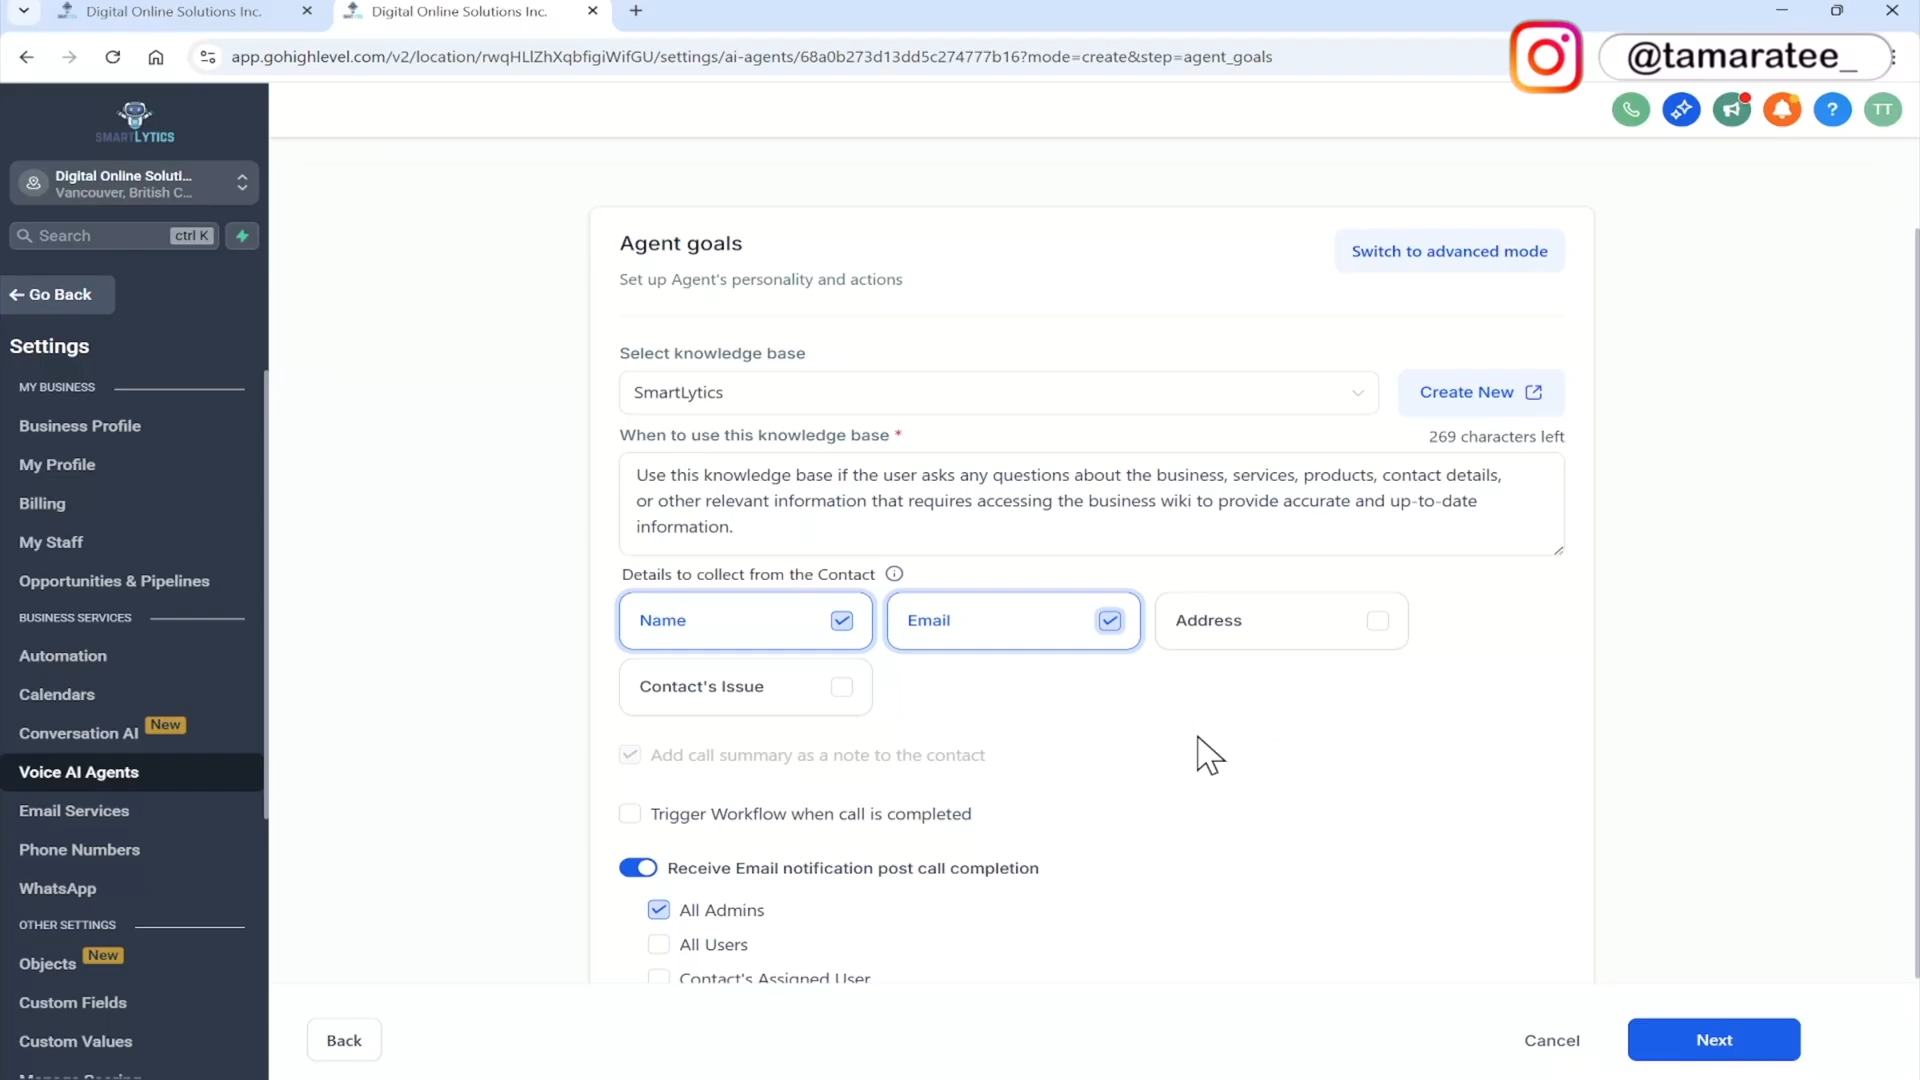 Digital Online Solutions Inc.
Digital Online Solutions Inc.
app.gohighlevel.com/v2/location/rwqHLlZhXqbfigiWifGU/settings/ai-agents/68a0b273d13dd5c274777b16?mode=create&step=agent_goals
@tamaratee_
TT
SMARTLYTICS
Digital Online Soluti...
Vancouver, British C...
Search
ctrl K
Go Back
Settings
MY BUSINESS
Business Profile
My Profile
Billing
My Staff
Opportunities & Pipelines
BUSINESS SERVICES
Automation
Calendars
Conversation AI New
Voice AI Agents
Email Services
Phone Numbers
WhatsApp
OTHER SETTINGS
Objects New
Custom Fields
Custom Values
Agent goals
Switch to advanced mode
Set up Agent's personality and actions
Select knowledge base
SmartLytics
Create New
When to use this knowledge base *
269 characters left
Use this knowledge base if the user asks any questions about the business, services, products, contact details,
or other relevant information that requires accessing the business wiki to provide accurate and up-to-date
information.
Details to collect from the Contact
Name
Email
Address
Contact's Issue
Add call summary as a note to the contact
Trigger Workflow when call is completed
Receive Email notification post call completion
All Admins
All Users
Contact's Assigned User
Back
Cancel
Next